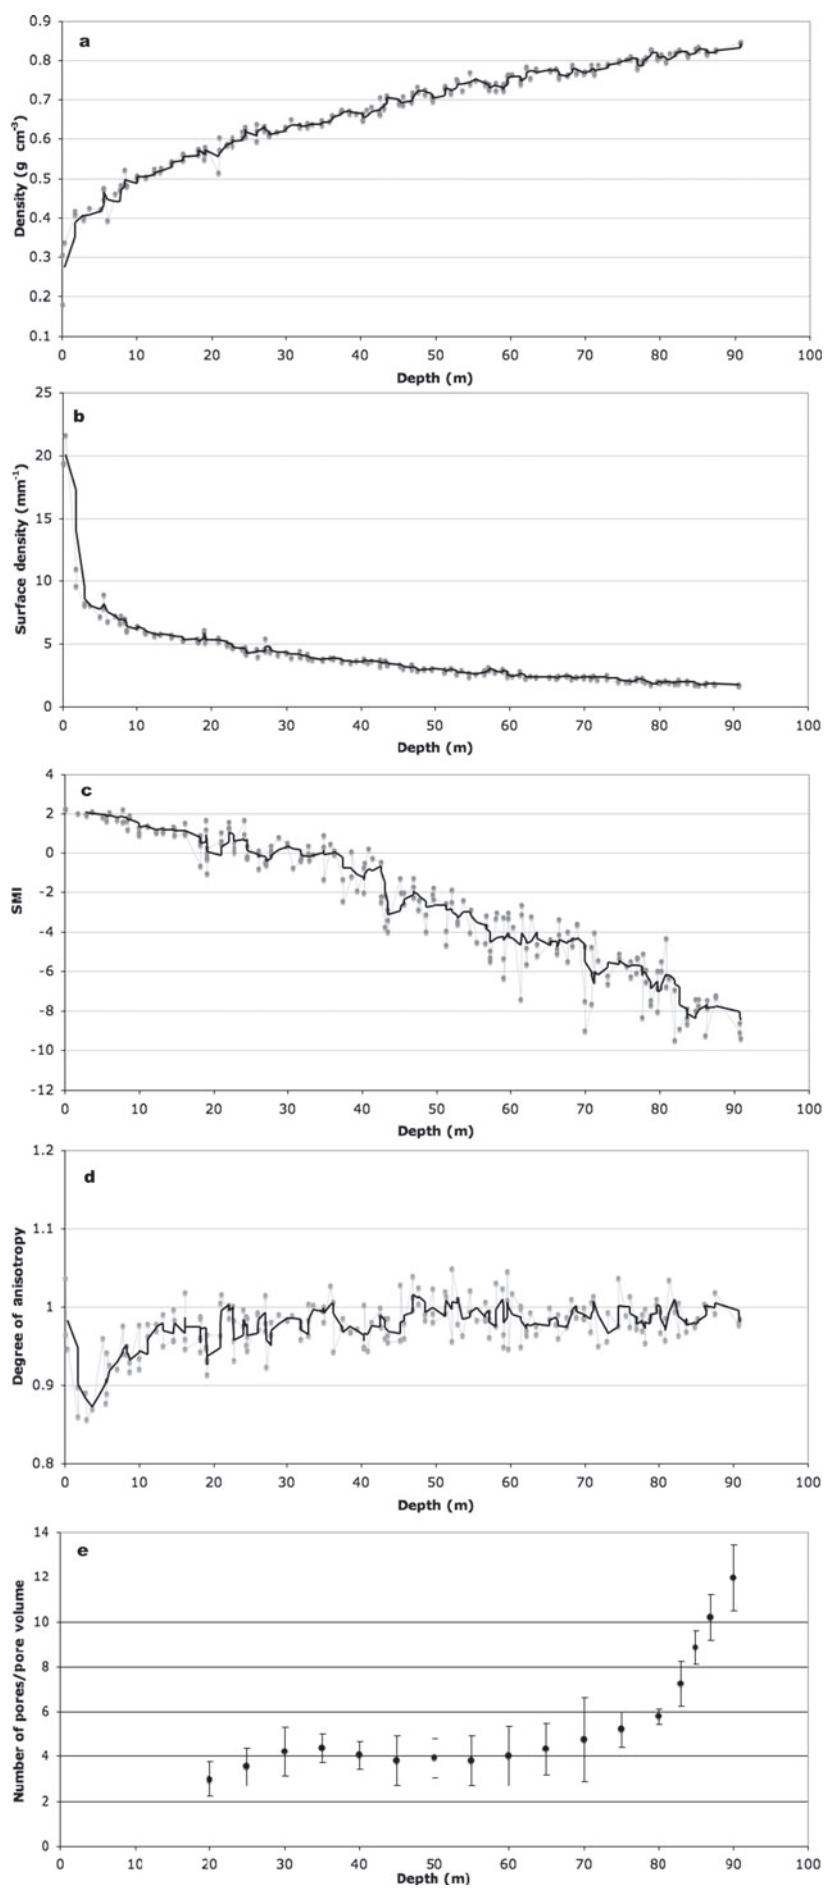 a
0.9
0.8
0.7
0.6
0.5
0.4
0.3
0.2
0.1
Density (g cm⁻³)
0 10 20 30 40 50 60 70 80 90 100
Depth (m)
b
25
20
15
10
5
0
Surface density (mm⁻¹)
0 10 20 30 40 50 60 70 80 90 100
Depth (m)
c
4
2
0
-2
-4
-6
-8
-10
-12
SMI
0 10 20 30 40 50 60 70 80 90 100
Depth (m)
d
1.2
1.1
1
0.9
0.8
Degree of anisotropy
0 10 20 30 40 50 60 70 80 90 100
Depth (m)
e
14
12
10
8
6
4
2
0
Number of pores/pore volume
0 10 20 30 40 50 60 70 80 90 100
Depth (m)